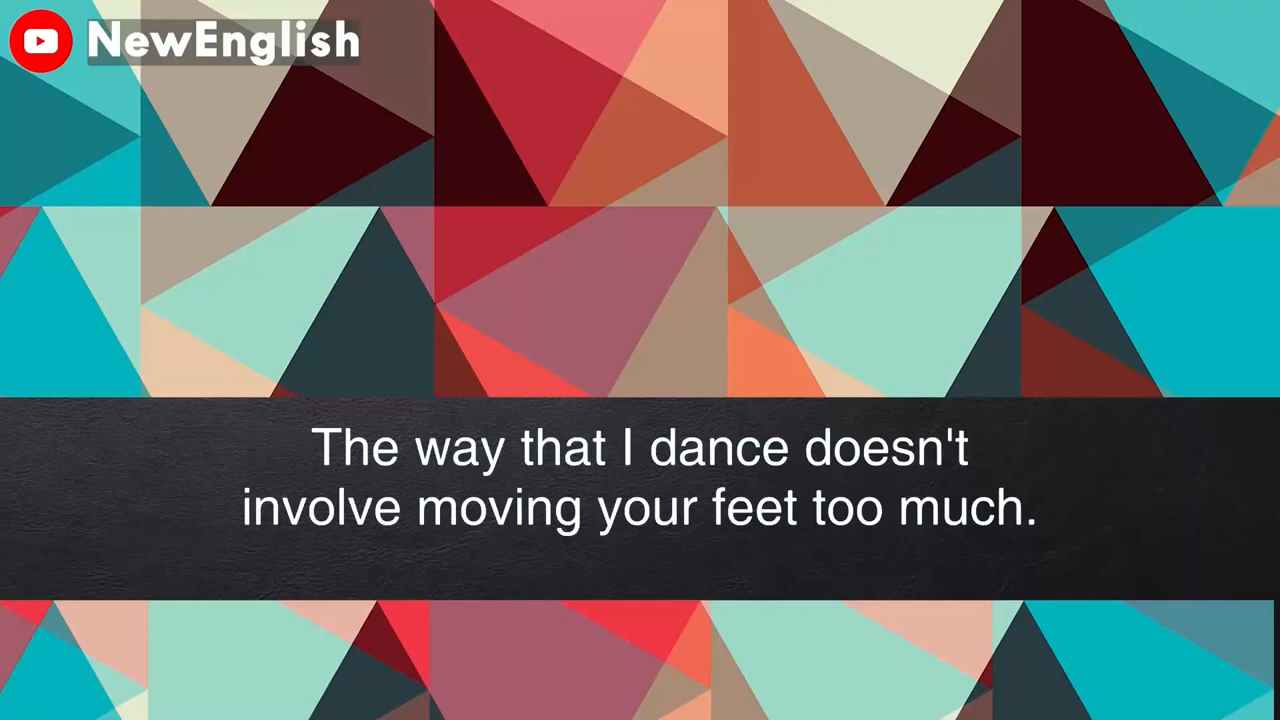 NewEnglish
The way that I dance doesn't
involve moving your feet too much.